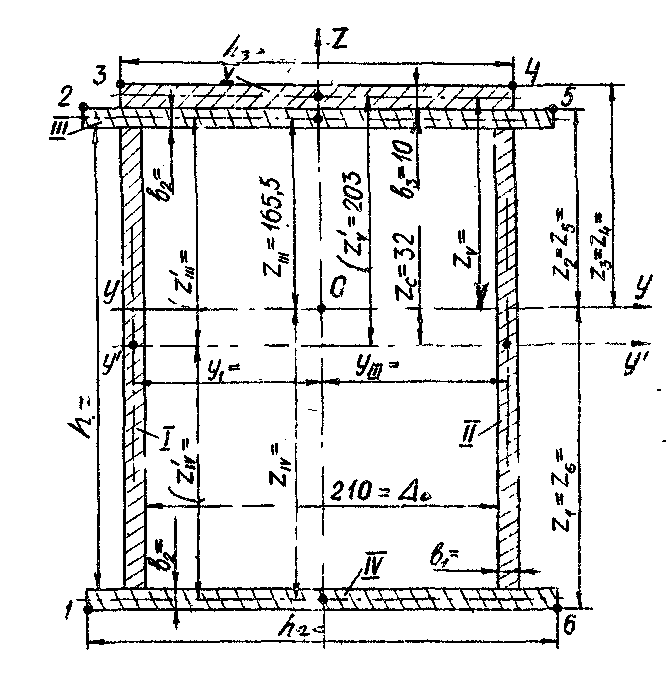 h₃=
Z
V
3
4
2
5
III
b₂=
b₃=10
Z'III=
ZIII=165,5
Z'V=203
ZC=32
ZV=
Z₂=Z₅=
Z₃=Z₄=
y
O
y
y'
y'
y₁=
yIII=
h=
I
II
Z'IV=
ZIV=
210=Δ₀
Z₁=Z₆=
b₂=
IV
b₁=
1
6
h₂=